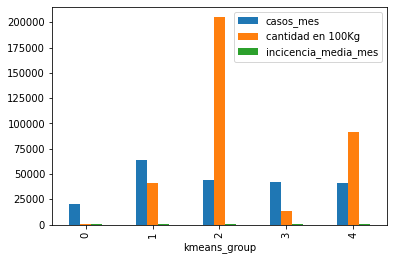 casos_mes
cantidad en 100Kg
incicencia_media_mes
200000
175000
150000
125000
100000
75000
50000
25000
0
0 1 2 3 4
kmeans_group